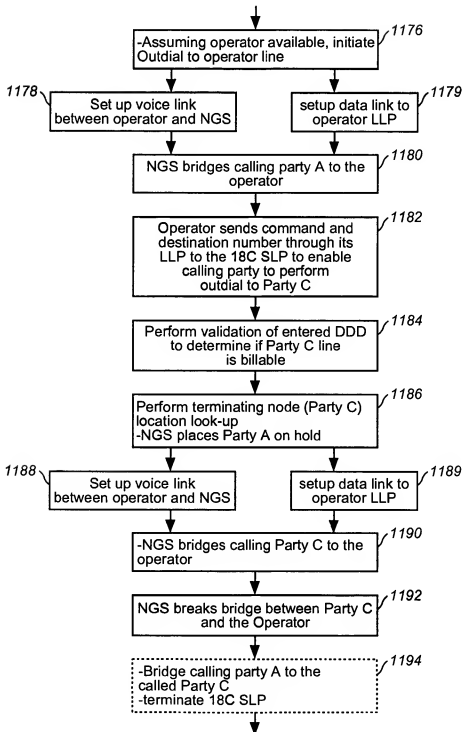 -Assuming operator available, initiate
Outdial to operator line
1176
1178
Set up voice link
between operator and NGS
setup data link to
operator LLP
1179
NGS bridges calling party A to the
operator
1180
Operator sends command and
destination number through its
LLP to the 18C SLP to enable
calling party to perform
outdial to Party C
1182
Perform validation of entered DDD
to determine if Party C line
is billable
1184
Perform terminating node (Party C)
location look-up
-NGS places Party A on hold
1186
1188
Set up voice link
between operator and NGS
setup data link to
operator LLP
1189
-NGS bridges calling Party C to the
operator
1190
NGS breaks bridge between Party C
and the Operator
1192
-Bridge calling party A to the
called Party C
-terminate 18C SLP
1194